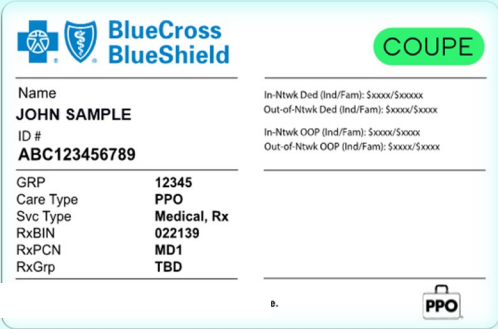 BlueCross
BlueShield
COUPE
Name
JOHN SAMPLE
ID #
ABC123456789
In-Ntwk Ded (Ind/Fam): $xxxx/$xxxxx
Out-of-Ntwk Ded (Ind/Fam): $xxxx/$xxxx
In-Ntwk OOP (Ind/Fam): $xxxx/$xxxx
Out-of-Ntwk OOP (Ind/Fam): $xxxx/$xxxx
GRP 12345
Care Type PPO
Svc Type Medical, Rx
RxBIN 022139
RxPCN MD1
RxGrp TBD
e.
PPO